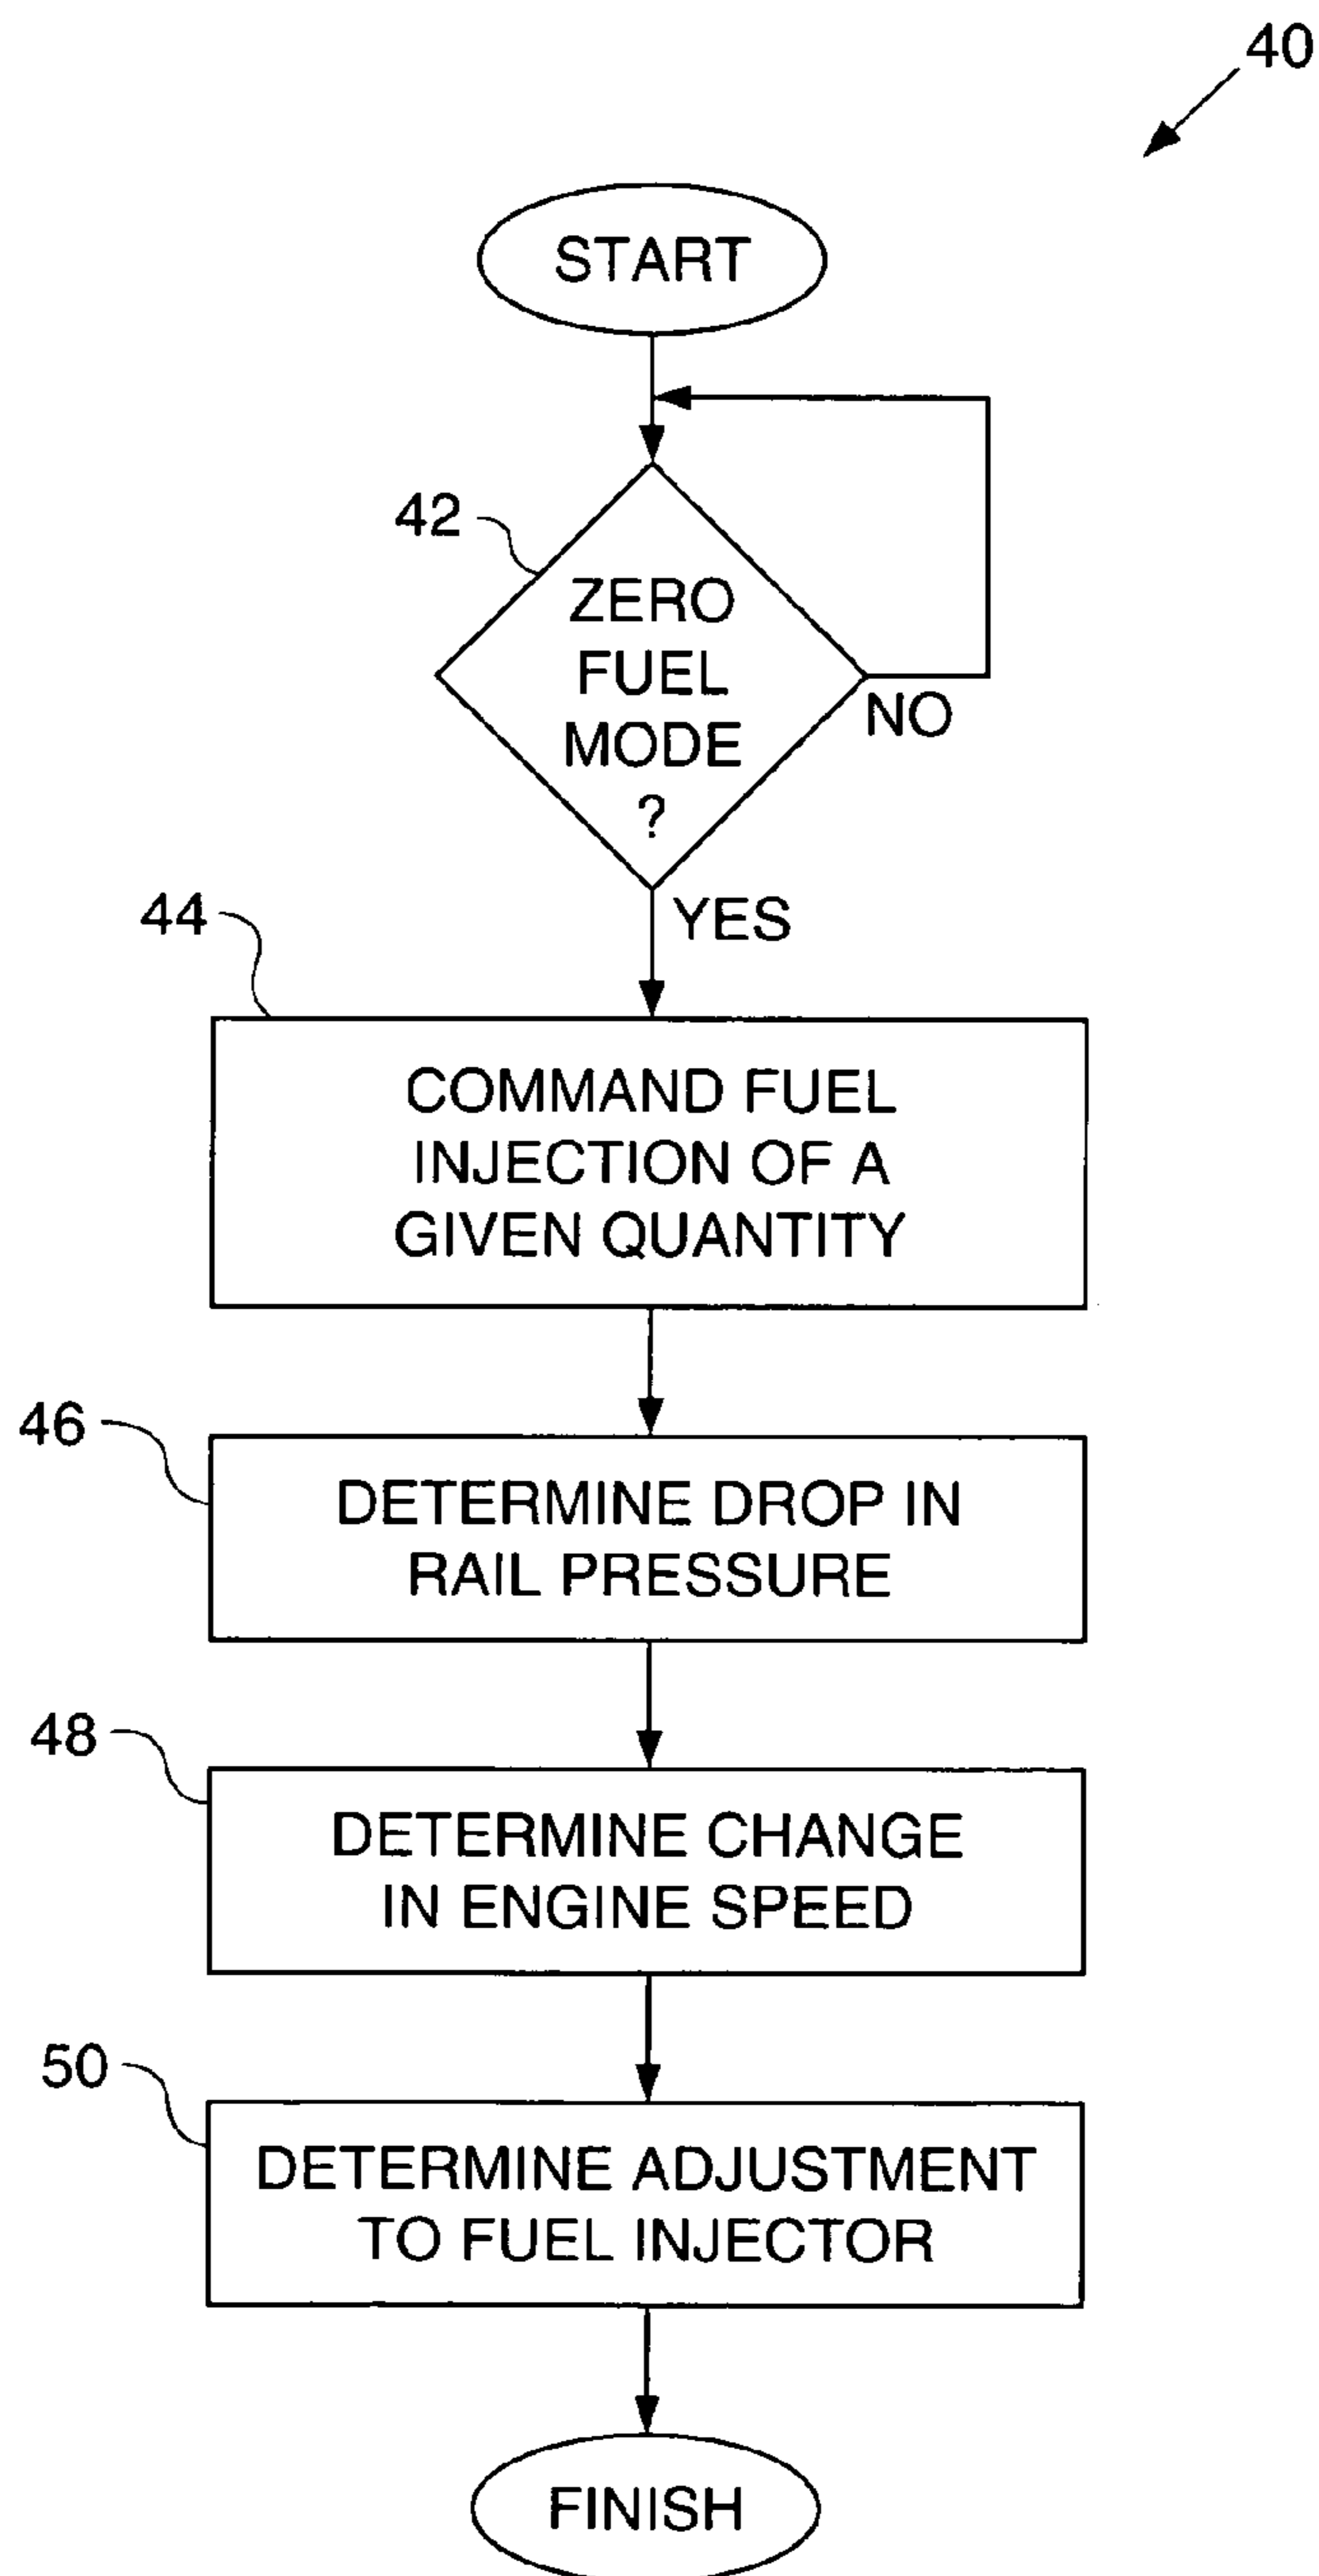 40
START
42
ZERO
FUEL
MODE
?
NO
YES
44
COMMAND FUEL
INJECTION OF A
GIVEN QUANTITY
46
DETERMINE DROP IN
RAIL PRESSURE
48
DETERMINE CHANGE
IN ENGINE SPEED
50
DETERMINE ADJUSTMENT
TO FUEL INJECTOR
FINISH